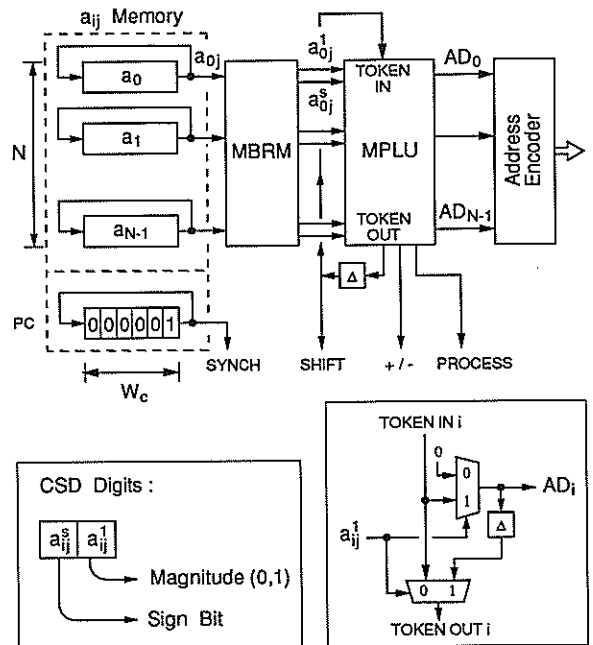 a_ij Memory
N
a_0
a_1
a_N-1
a_0j
MBRM
a^1_0j
a^s_0j
TOKEN IN
MPLU
TOKEN OUT
AD_0
AD_N-1
Address Encoder
Δ
PC
0 0 0 0 0 1
W_c
SYNCH
SHIFT
+ / -
PROCESS
CSD Digits :
a^s_ij a^1_ij
Magnitude (0,1)
Sign Bit
TOKEN IN i
0
0
1
AD_i
a^1_ij
Δ
0 1
TOKEN OUT i